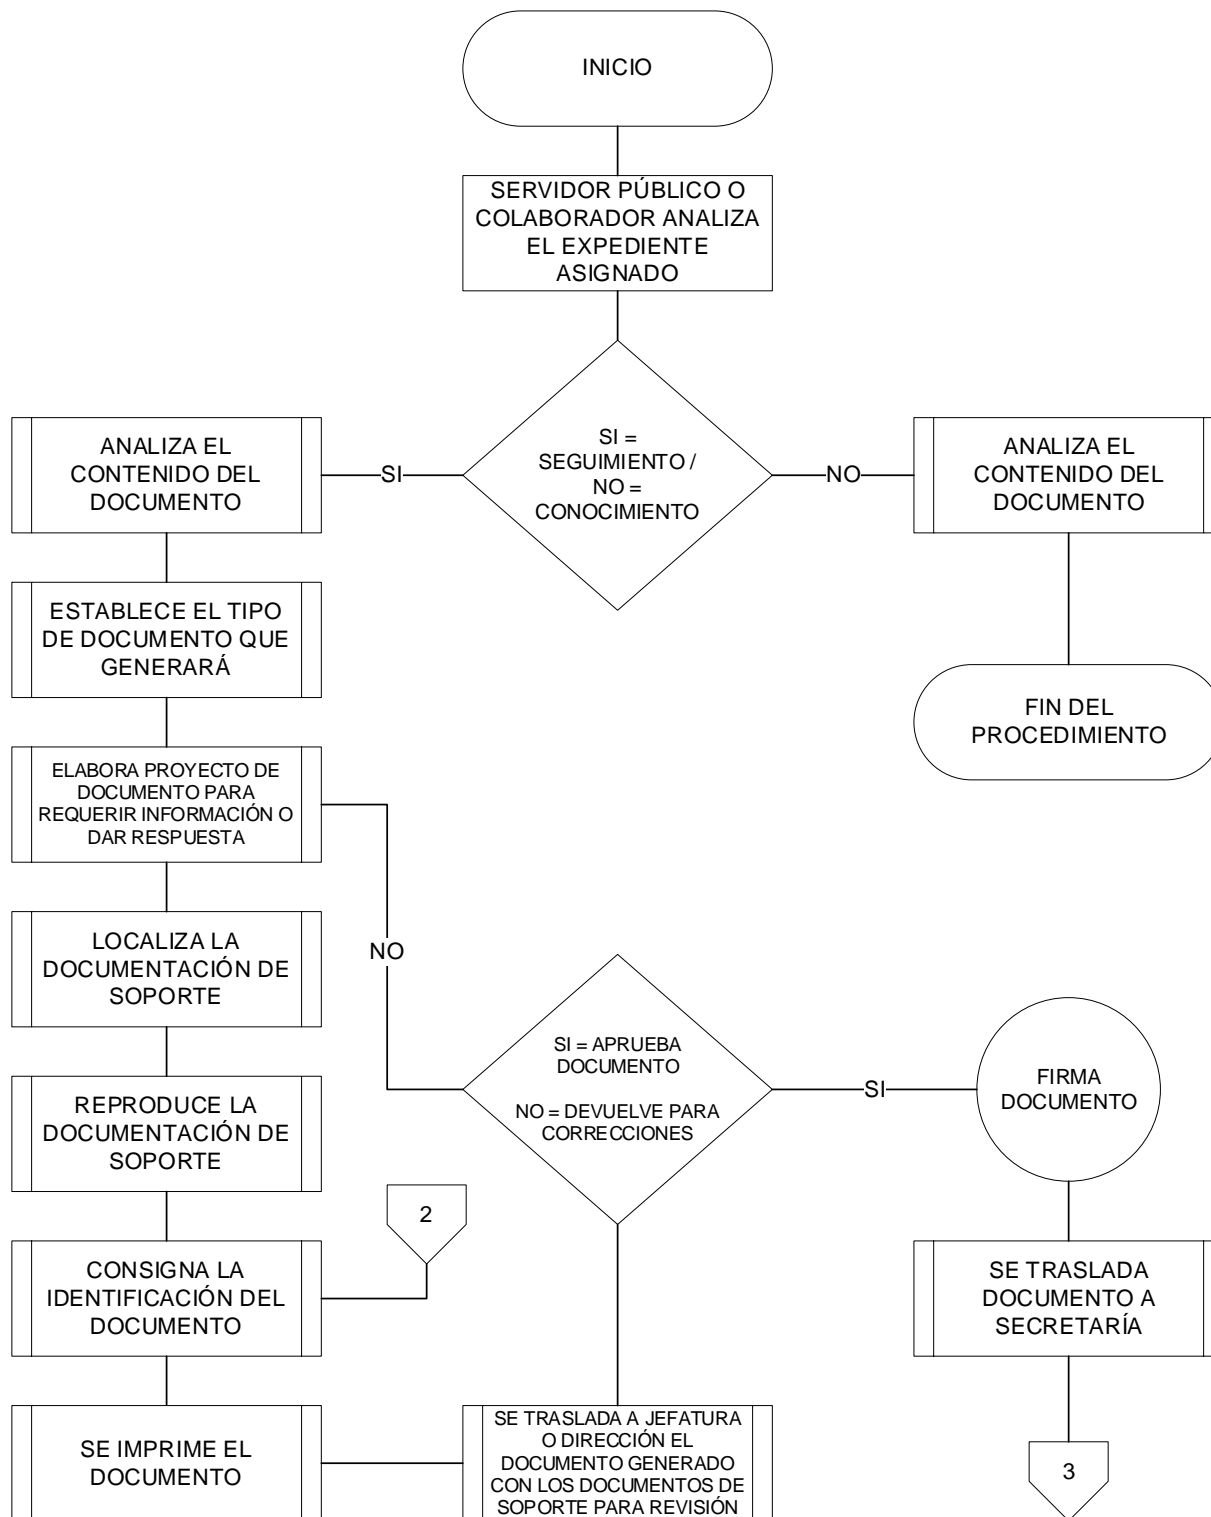 INICIO
SERVIDOR PÚBLICO O
COLABORADOR ANALIZA
EL EXPEDIENTE
ASIGNADO
SI =
SEGUIMIENTO /
NO =
CONOCIMIENTO
SI
NO
ANALIZA EL
CONTENIDO DEL
DOCUMENTO
ANALIZA EL
CONTENIDO DEL
DOCUMENTO
ESTABLECE EL TIPO
DE DOCUMENTO QUE
GENERARÁ
FIN DEL
PROCEDIMIENTO
ELABORA PROYECTO DE
DOCUMENTO PARA
REQUERIR INFORMACIÓN O
DAR RESPUESTA
LOCALIZA LA
DOCUMENTACIÓN DE
SOPORTE
NO
SI = APRUEBA
DOCUMENTO
NO = DEVUELVE PARA
CORRECCIONES
SI
FIRMA
DOCUMENTO
REPRODUCE LA
DOCUMENTACIÓN DE
SOPORTE
2
CONSIGNA LA
IDENTIFICACIÓN DEL
DOCUMENTO
SE TRASLADA
DOCUMENTO A
SECRETARÍA
SE IMPRIME EL
DOCUMENTO
SE TRASLADA A JEFATURA
O DIRECCIÓN EL
DOCUMENTO GENERADO
CON LOS DOCUMENTOS DE
SOPORTE PARA REVISIÓN
3